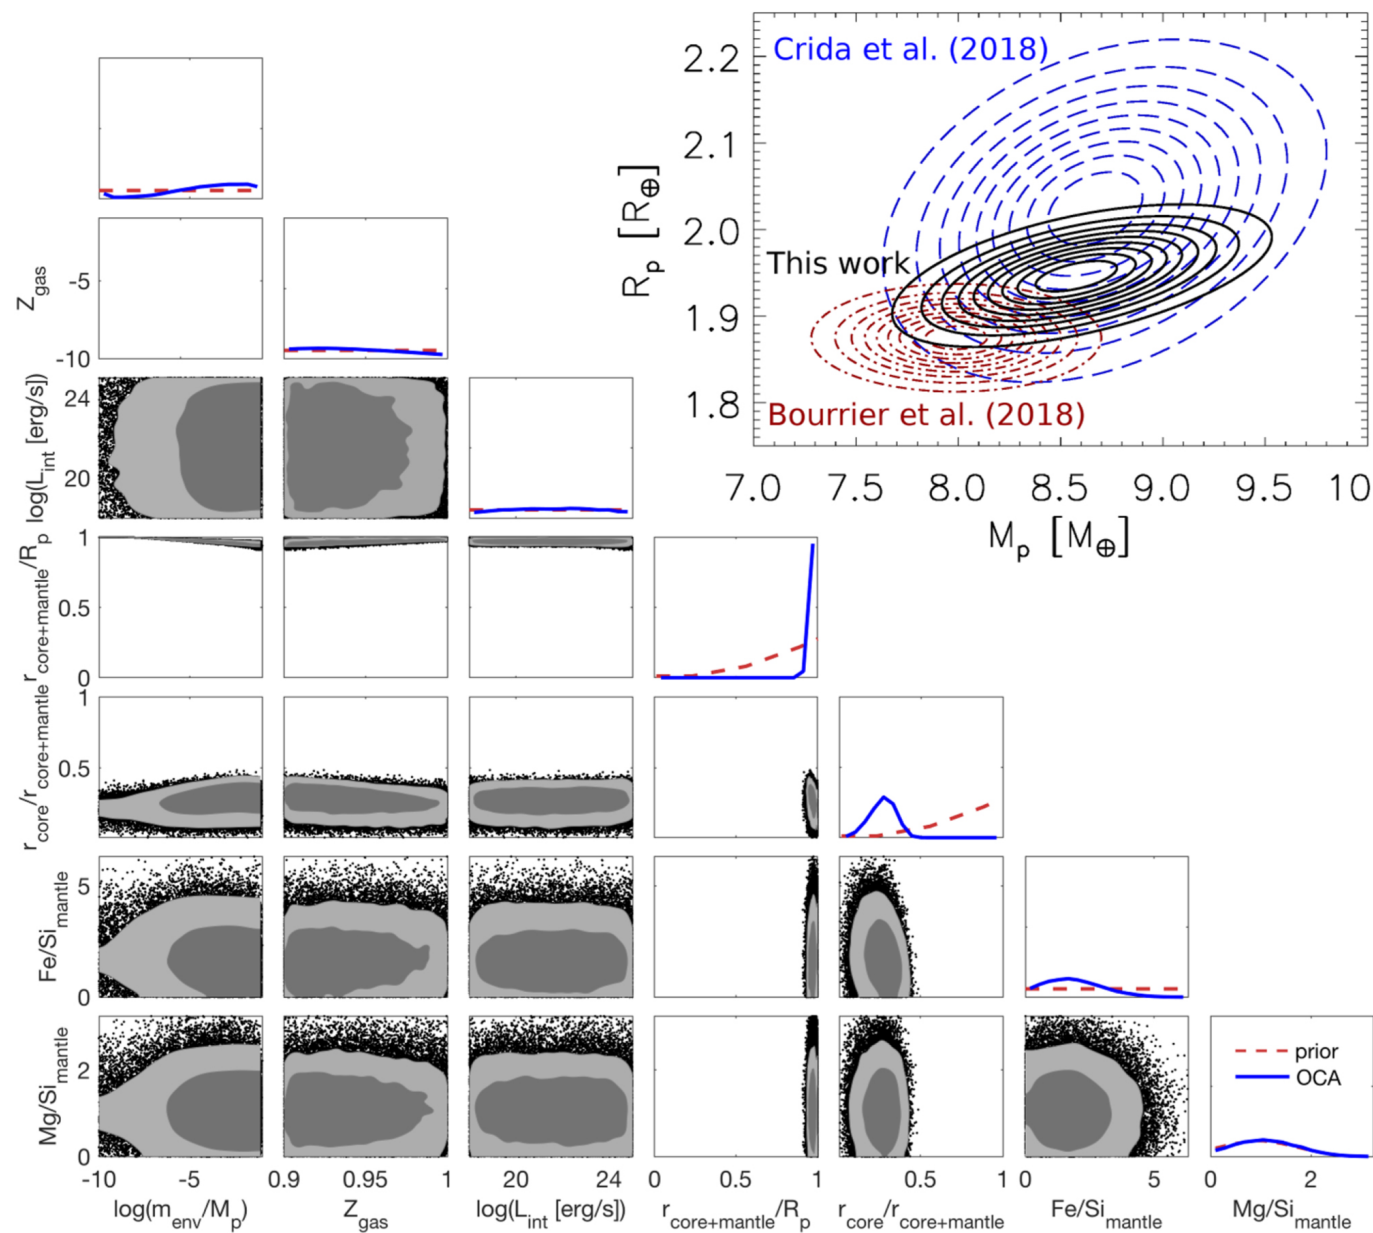 Crida et al. (2018)
2.2
2.1
2.0
1.9
1.8
R_p [R_⊕]
This work
Bourrier et al. (2018)
7.0 7.5 8.0 8.5 9.0 9.5 10
M_p [M_⊕]
Z_gas
-5
-10
log(L_int [erg/s])
24
20
r_core+mantle/R_p
1
0.5
0
r_core/r_core+mantle
1
0.5
Fe/Si_mantle
5
0
Mg/Si_mantle
2
0
prior
OCA
-10 -5 0.9 0.95 1 20 24 0 0.5 1 0 0.5 1 0 5 0 2
log(m_env/M_p) Z_gas log(L_int [erg/s]) r_core+mantle/R_p r_core/r_core+mantle Fe/Si_mantle Mg/Si_mantle